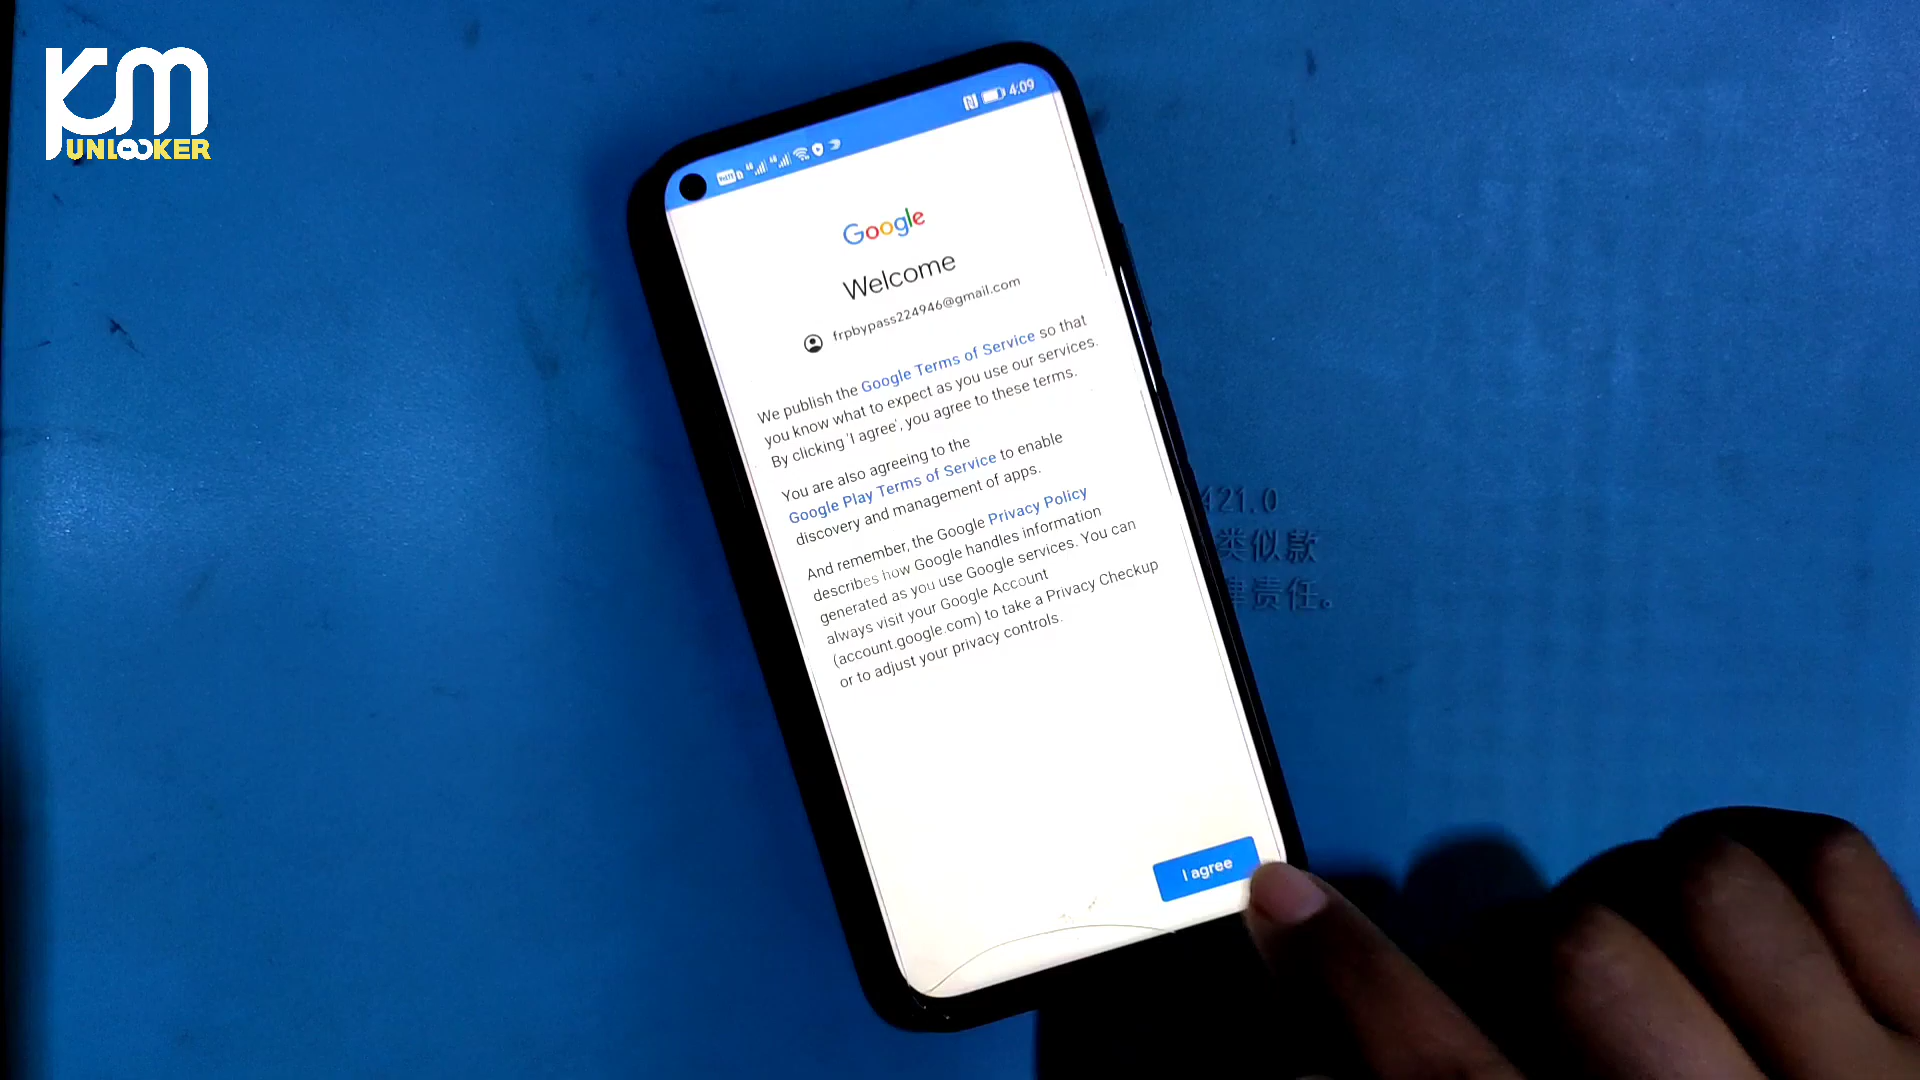 KM
UNLOOKER
VoLTE
4G
4G
4:09
Google
Welcome
frpbypass224946@gmail.com
We publish the Google Terms of Service so that
you know what to expect as you use our services.
By clicking 'I agree', you agree to these terms.
You are also agreeing to the
Google Play Terms of Service to enable
discovery and management of apps.
And remember, the Google Privacy Policy
describes how Google handles information
generated as you use Google services. You can
always visit your Google Account
(account.google.com) to take a Privacy Checkup
or to adjust your privacy controls.
I agree
421.0
类似款
责任。